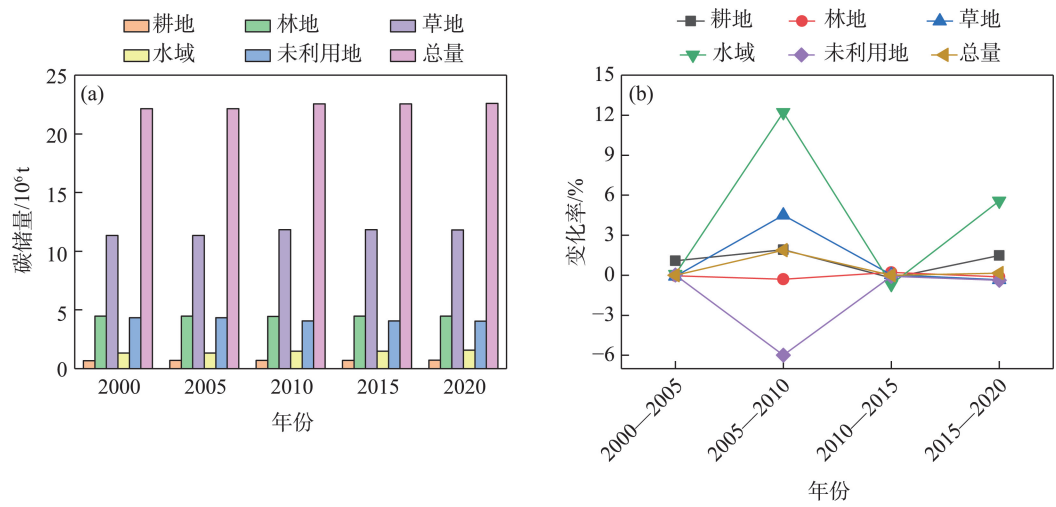 耕地 林地 草地
水域 未利用地 总量
(a)
25
20
15
10
5
0
碳储量/10⁶ t
2000 2005 2010 2015 2020
年份
耕地 林地 草地
水域 未利用地 总量
(b)
15
12
9
6
3
0
−3
−6
变化率/%
2000—2005 2005—2010 2010—2015 2015—2020
年份